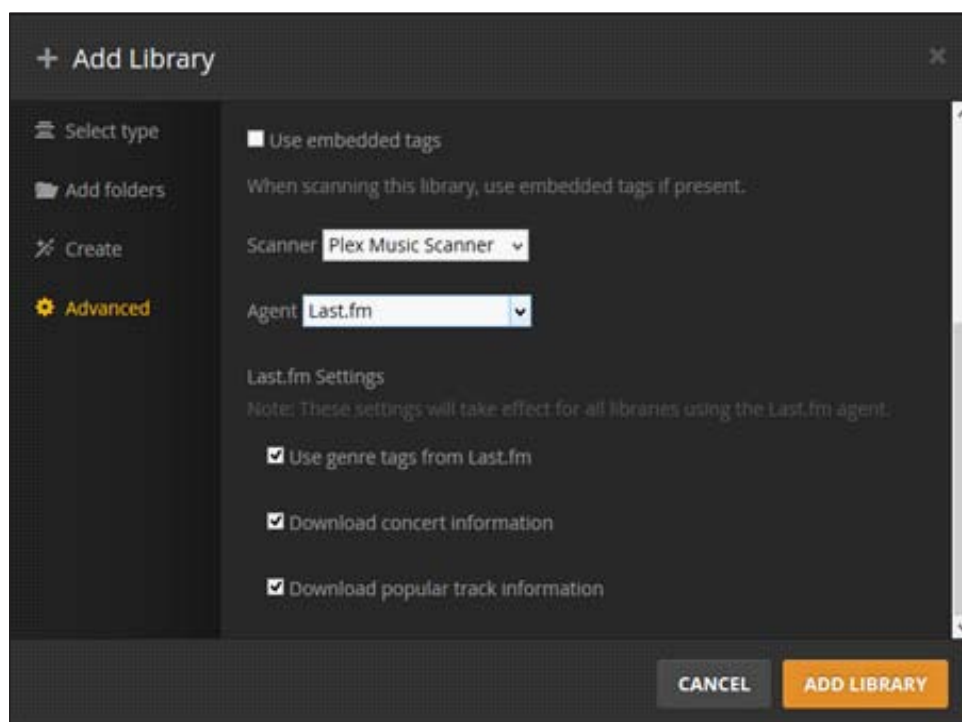 + Add Library
Select type
Add folders
Create
Advanced
Use embedded tags
When scanning this library, use embedded tags if present.
Scanner Plex Music Scanner
Agent Last.fm
Last.fm Settings
Note: These settings will take effect for all libraries using the Last.fm agent.
Use genre tags from Last.fm
Download concert information
Download popular track information
CANCEL ADD LIBRARY